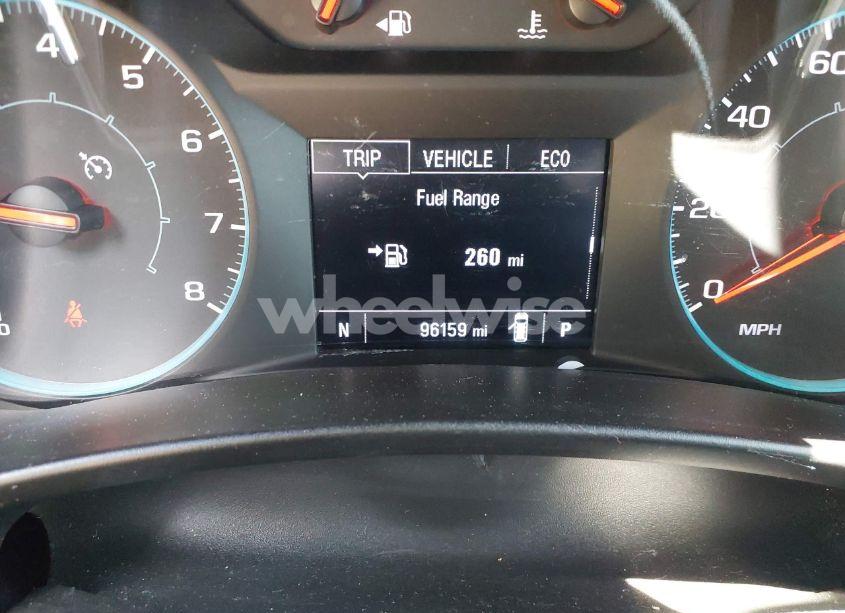 4
5
6
7
8
TRIP VEHICLE ECO
Fuel Range
260 mi
N 96159 mi P
60
40
20
0
MPH
wheelwise